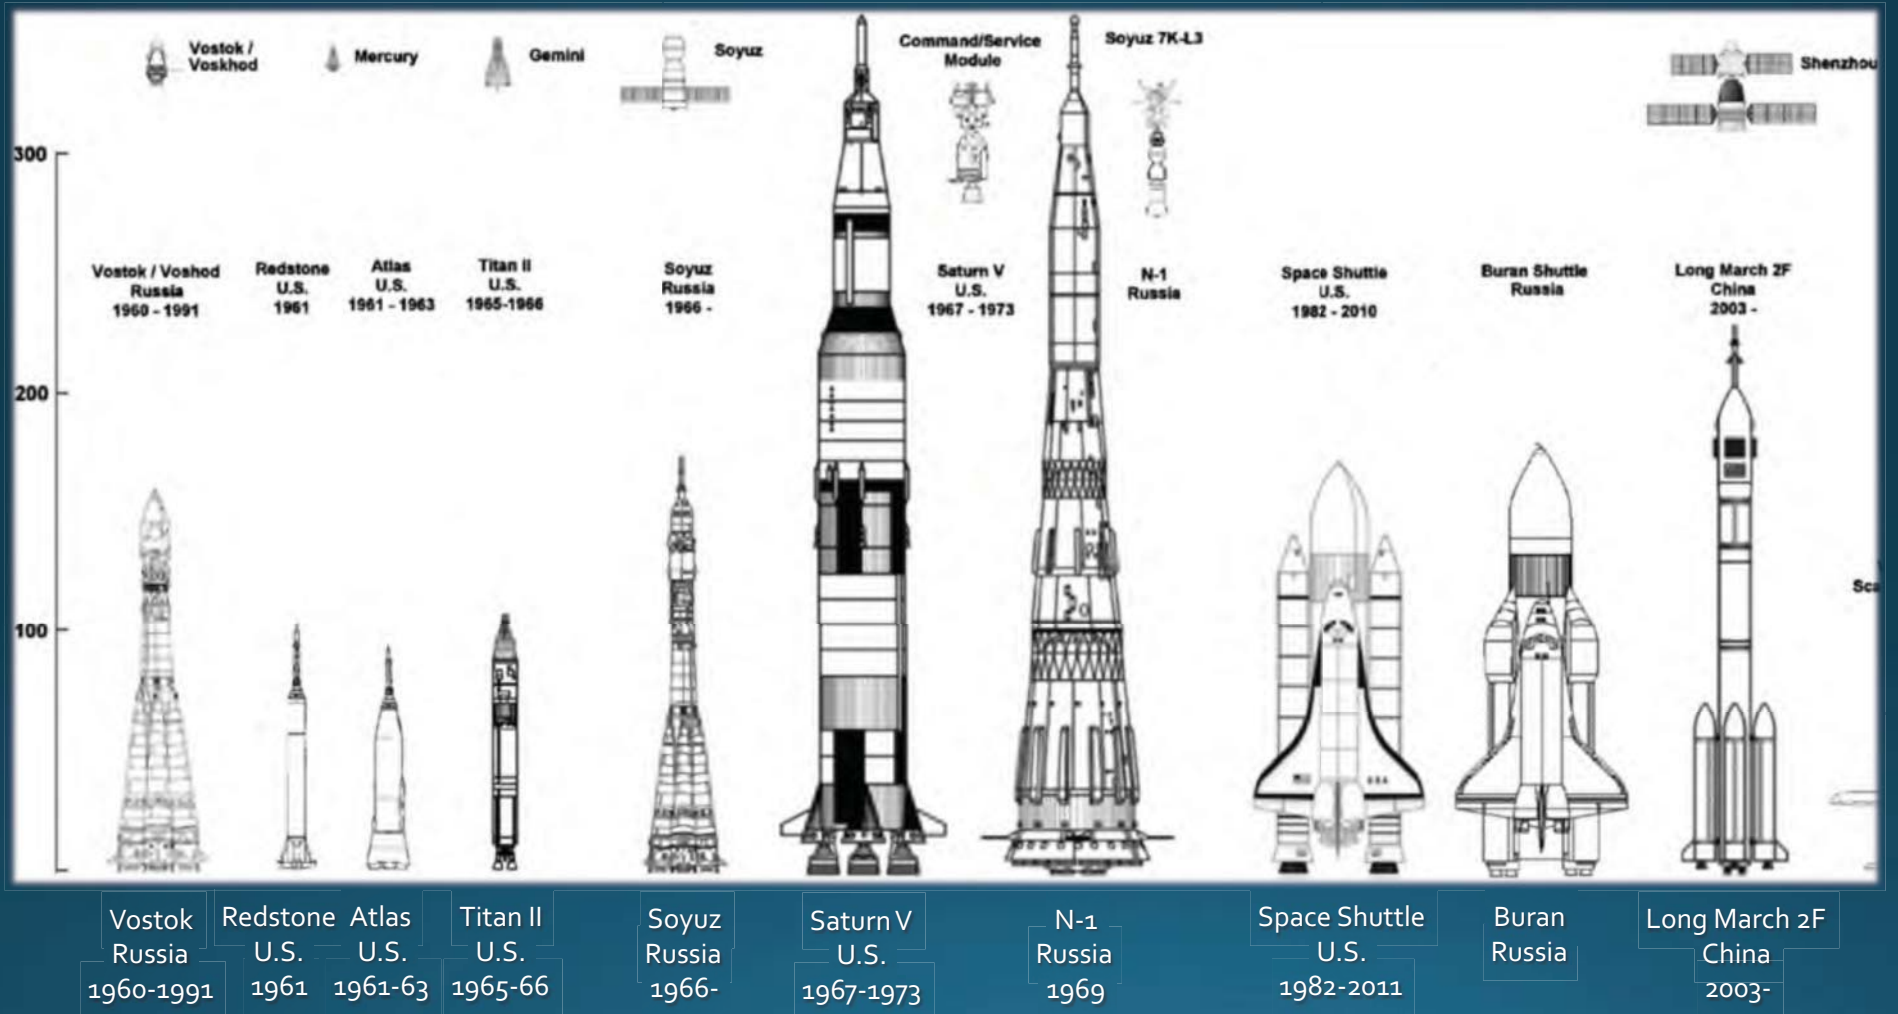 Vostok /
Voskhod
Mercury
Gemini
Soyuz
Command/Service
Module
Soyuz 7K-L3
Shenzhou
300
200
100
Vostok / Voshod
Russia
1960 - 1991
Redstone
U.S.
1961
Atlas
U.S.
1961 - 1963
Titan II
U.S.
1965-1966
Soyuz
Russia
1966 -
Saturn V
U.S.
1967 - 1973
N-1
Russia
Space Shuttle
U.S.
1982 - 2010
Buran Shuttle
Russia
Long March 2F
China
2003 -
Sca
Vostok
Russia
1960-1991
Redstone
U.S.
1961
Atlas
U.S.
1961-63
Titan II
U.S.
1965-66
Soyuz
Russia
1966-
Saturn V
U.S.
1967-1973
N-1
Russia
1969
Space Shuttle
U.S.
1982-2011
Buran
Russia
Long March 2F
China
2003-